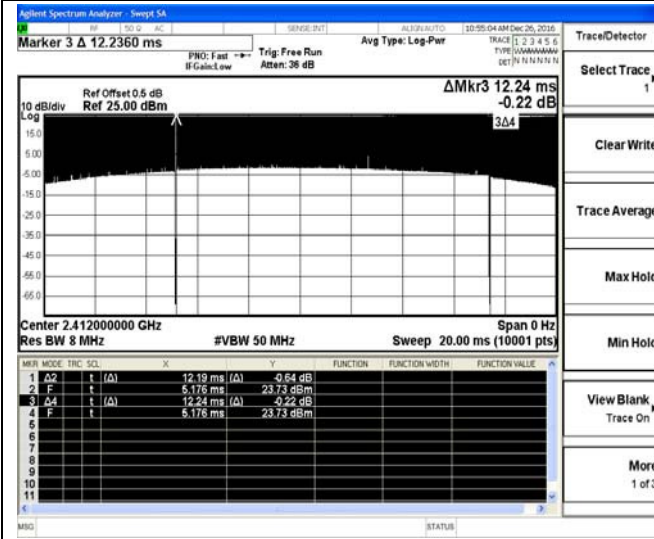 Agilent Spectrum Analyzer - Swept SA
RF 50 Ω AC SENSE:INT ALIGN AUTO 10:55:04 AM Dec 26, 2016
Marker 3 Δ 12.2360 ms
PNO: Fast
IFGain:Low
Trig: Free Run
Atten: 36 dB
Avg Type: Log-Pwr
TRACE 1 2 3 4 5 6
TYPE
DET N N N N N N
Trace/Detector
Select Trace
1
Clear Write
Trace Average
Max Hold
Min Hold
View Blank
Trace On
More
1 of 3
Ref Offset 0.5 dB
10 dB/div Ref 25.00 dBm
Log
ΔMkr3 12.24 ms
-0.22 dB
3Δ4
15.0
5.00
-5.00
-15.0
-25.0
-35.0
-45.0
-55.0
-65.0
Center 2.412000000 GHz Span 0 Hz
Res BW 8 MHz #VBW 50 MHz Sweep 20.00 ms (10001 pts)
MKR MODE TRC SCL X Y FUNCTION FUNCTION WIDTH FUNCTION VALUE
1 Δ2 t (Δ) 12.19 ms (Δ) -0.64 dB
2 F t 5.176 ms 23.73 dBm
3 Δ4 t (Δ) 12.24 ms (Δ) -0.22 dB
4 F t 5.176 ms 23.73 dBm
5
6
7
8
9
10
11
MSG STATUS